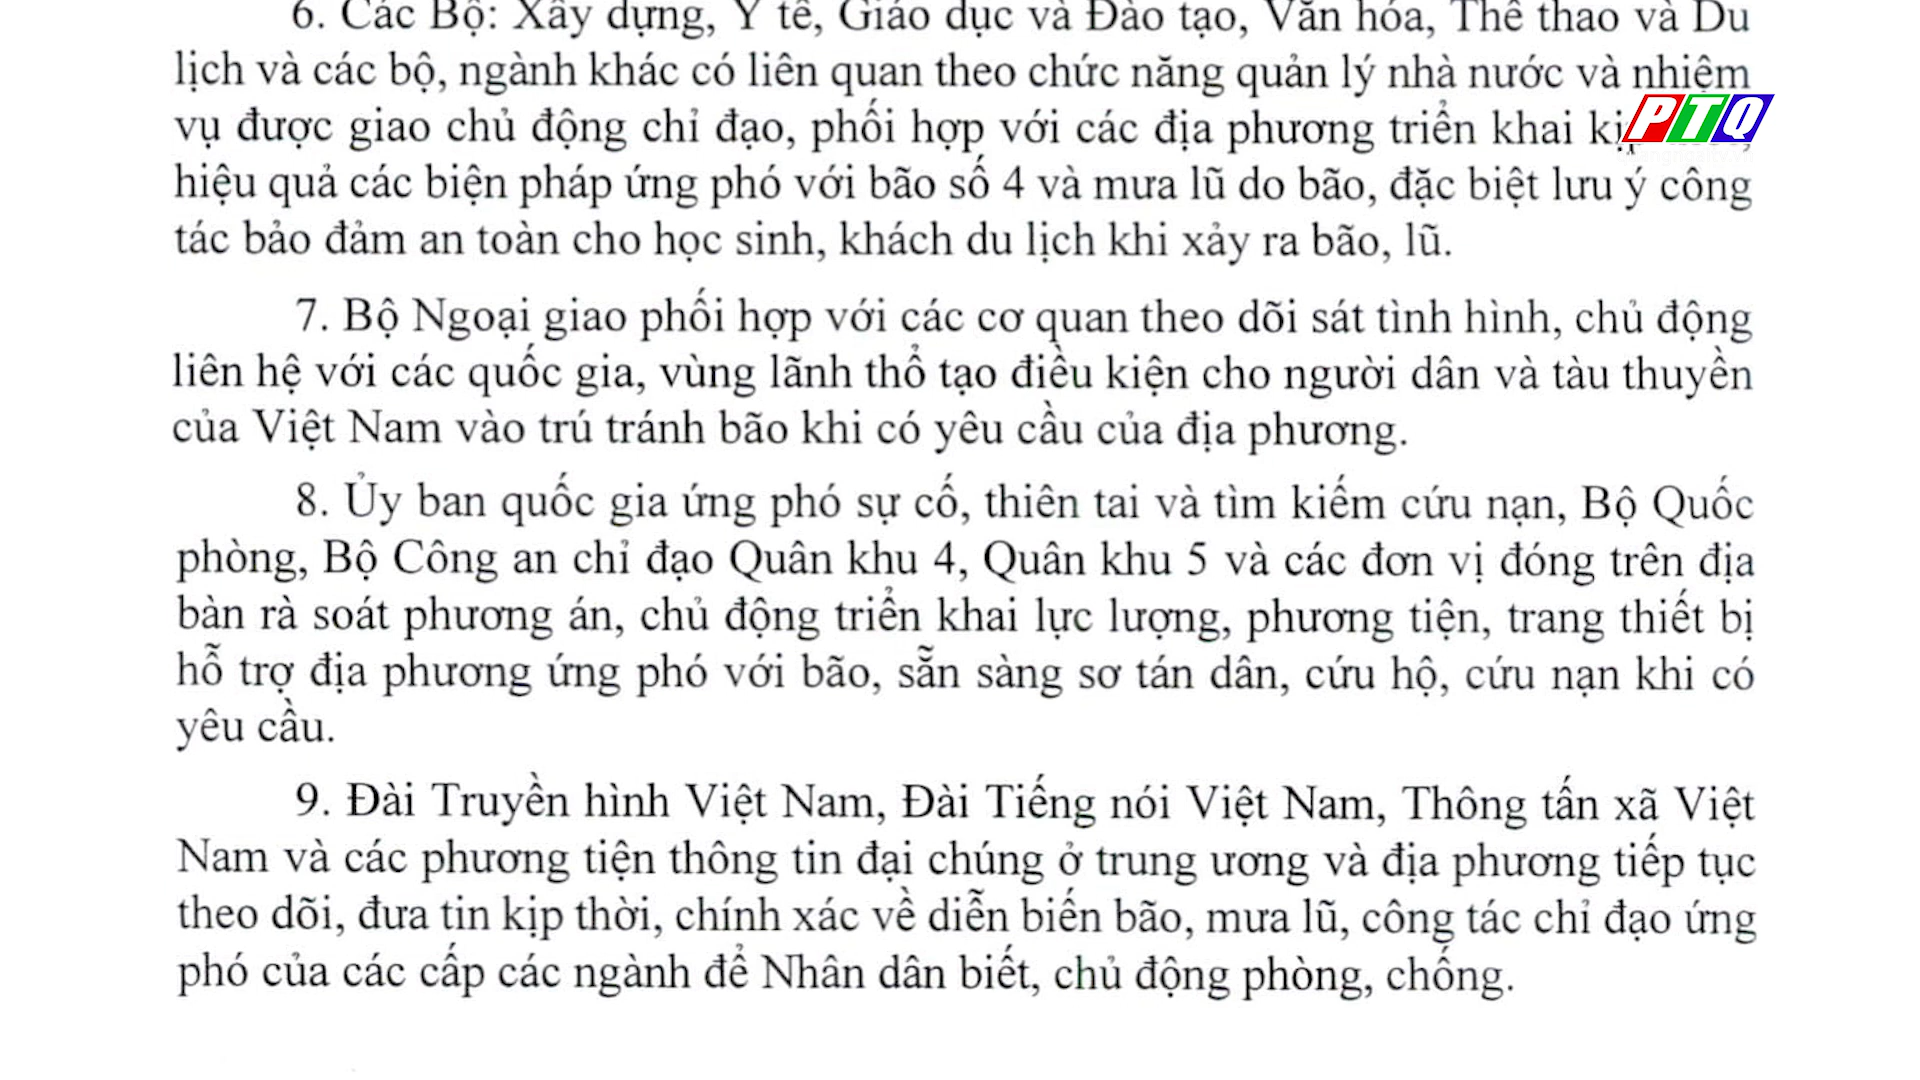 6. Các Bộ: Xây dựng, Y tế, Giáo dục và Đào tạo, Văn hóa, Thể thao và Du
lịch và các bộ, ngành khác có liên quan theo chức năng quản lý nhà nước và nhiệm
vụ được giao chủ động chỉ đạo, phối hợp với các địa phương triển khai
PTQ
hiệu quả các biện pháp ứng phó với bão số 4 và mưa lũ do bão, đặc biệt lưu ý công
tác bảo đảm an toàn cho học sinh, khách du lịch khi xảy ra bão, lũ.
7. Bộ Ngoại giao phối hợp với các cơ quan theo dõi sát tình hình, chủ động
liên hệ với các quốc gia, vùng lãnh thổ tạo điều kiện cho người dân và tàu thuyền
của Việt Nam vào trú tránh bão khi có yêu cầu của địa phương.
8. Ủy ban quốc gia ứng phó sự cố, thiên tai và tìm kiếm cứu nạn, Bộ Quốc
phòng, Bộ Công an chỉ đạo Quân khu 4, Quân khu 5 và các đơn vị đóng trên địa
bàn rà soát phương án, chủ động triển khai lực lượng, phương tiện, trang thiết bị
hỗ trợ địa phương ứng phó với bão, sẵn sàng sơ tán dân, cứu hộ, cứu nạn khi có
yêu cầu.
9. Đài Truyền hình Việt Nam, Đài Tiếng nói Việt Nam, Thông tấn xã Việt
Nam và các phương tiện thông tin đại chúng ở trung ương và địa phương tiếp tục
theo dõi, đưa tin kịp thời, chính xác về diễn biến bão, mưa lũ, công tác chỉ đạo ứng
phó của các cấp các ngành để Nhân dân biết, chủ động phòng, chống.